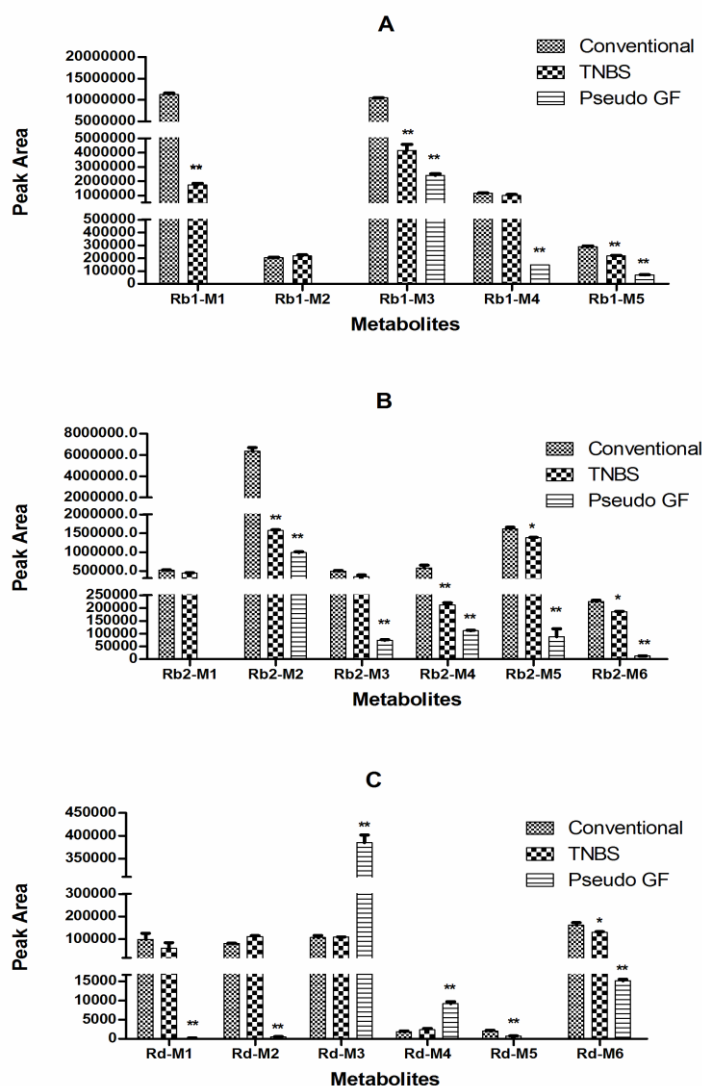 A
20000000
15000000
10000000
5000000
6000000
5000000
4000000
3000000
2000000
1000000
500000
400000
300000
200000
100000
0
Peak Area
Conventional
TNBS
Pseudo GF
**
**
**
**
**
**
Rb1-M1 Rb1-M2 Rb1-M3 Rb1-M4 Rb1-M5
Metabolites
B
8000000.0
6000000.0
4000000.0
2000000.0
2000000.0
1500000.0
1000000.0
500000.0
250000
200000
150000
100000
50000
0
Peak Area
Conventional
TNBS
Pseudo GF
**
**
**
**
**
*
**
*
**
Rb2-M1 Rb2-M2 Rb2-M3 Rb2-M4 Rb2-M5 Rb2-M6
Metabolites
C
450000
400000
350000
300000
200000
100000
15000
10000
5000
0
Peak Area
Conventional
TNBS
Pseudo GF
**
**
**
**
**
*
**
Rd-M1 Rd-M2 Rd-M3 Rd-M4 Rd-M5 Rd-M6
Metabolites